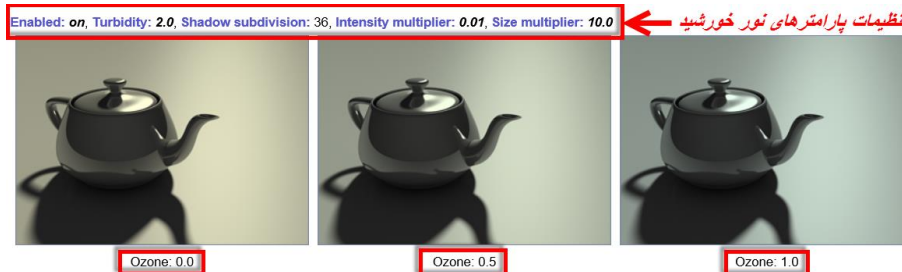 Enabled: on, Turbidity: 2.0, Shadow subdivision: 36, Intensity multiplier: 0.01, Size multiplier: 10.0
نظیمات پارامترهای نور خورشید
Ozone: 0.0
Ozone: 0.5
Ozone: 1.0